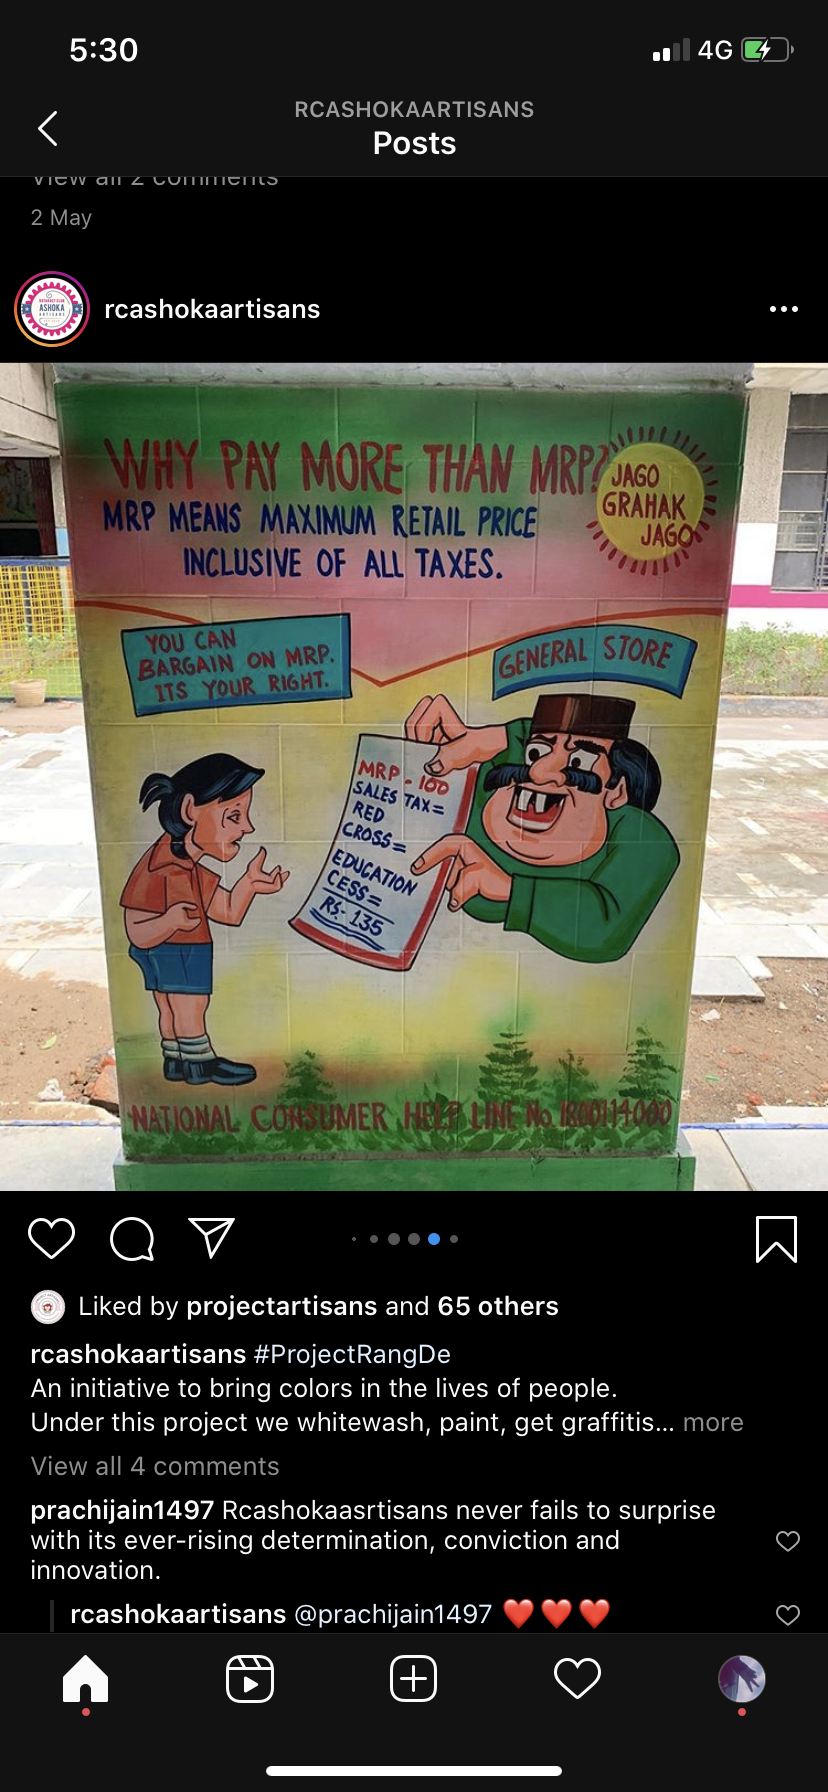 5:30
4G
RCASHOKAARTISANS
Posts
View all 2 comments
2 May
ASHOKA
ARTISANS
rcashokaartisans
WHY PAY MORE THAN MRP?
MRP MEANS MAXIMUM RETAIL PRICE
INCLUSIVE OF ALL TAXES.
JAGO
GRAHAK
JAGO
YOU CAN
BARGAIN ON MRP.
ITS YOUR RIGHT.
GENERAL STORE
MRP - 100
SALES TAX=
RED
CROSS=
EDUCATION
CESS=
RS- 135
NATIONAL CONSUMER HELP LINE No. 1800114000
Liked by projectartisans and 65 others
rcashokaartisans #ProjectRangDe
An initiative to bring colors in the lives of people.
Under this project we whitewash, paint, get graffitis... more
View all 4 comments
prachijain1497 Rcashokaasrtisans never fails to surprise
with its ever-rising determination, conviction and
innovation.
rcashokaartisans @prachijain1497 ❤️❤️❤️